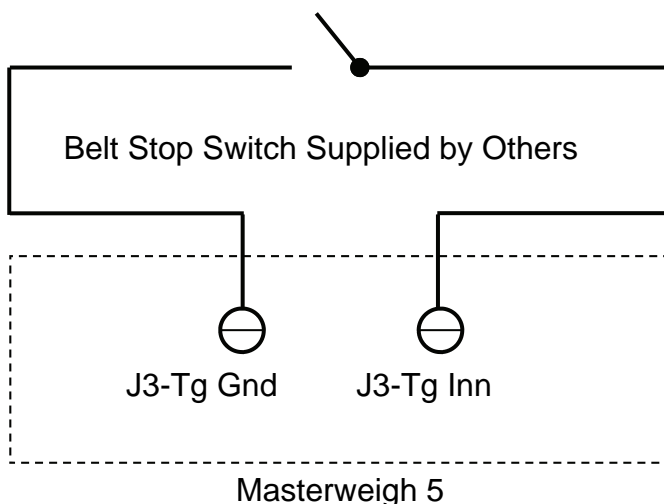 Belt Stop Switch Supplied by Others
J3-Tg Gnd J3-Tg Inn
Masterweigh 5